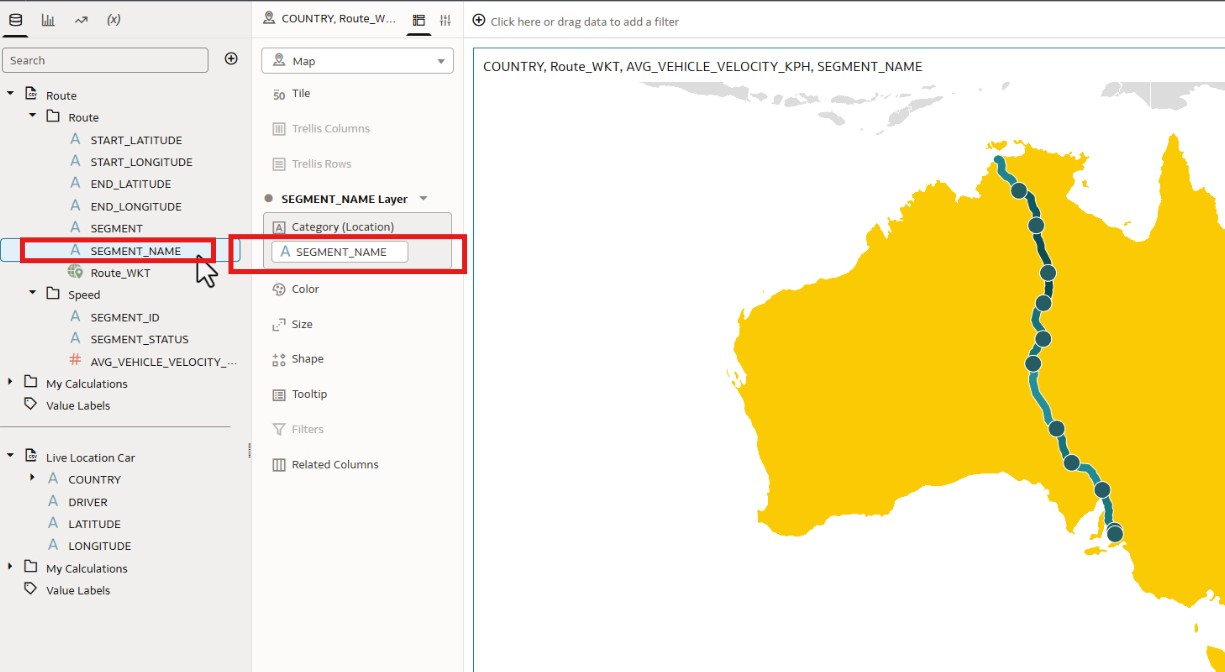 (x)
Search
Route
Route
A START_LATITUDE
A START_LONGITUDE
A END_LATITUDE
A END_LONGITUDE
A SEGMENT
A SEGMENT_NAME
Route_WKT
Speed
A SEGMENT_ID
A SEGMENT_STATUS
# AVG_VEHICLE_VELOCITY_...
My Calculations
Value Labels
Live Location Car
A COUNTRY
A DRIVER
A LATITUDE
A LONGITUDE
My Calculations
Value Labels
COUNTRY, Route_W...
Map
50 Tile
Trellis Columns
Trellis Rows
SEGMENT_NAME Layer
A Category (Location)
A SEGMENT_NAME
Color
Size
Shape
Tooltip
Filters
Related Columns
Click here or drag data to add a filter
COUNTRY, Route_WKT, AVG_VEHICLE_VELOCITY_KPH, SEGMENT_NAME